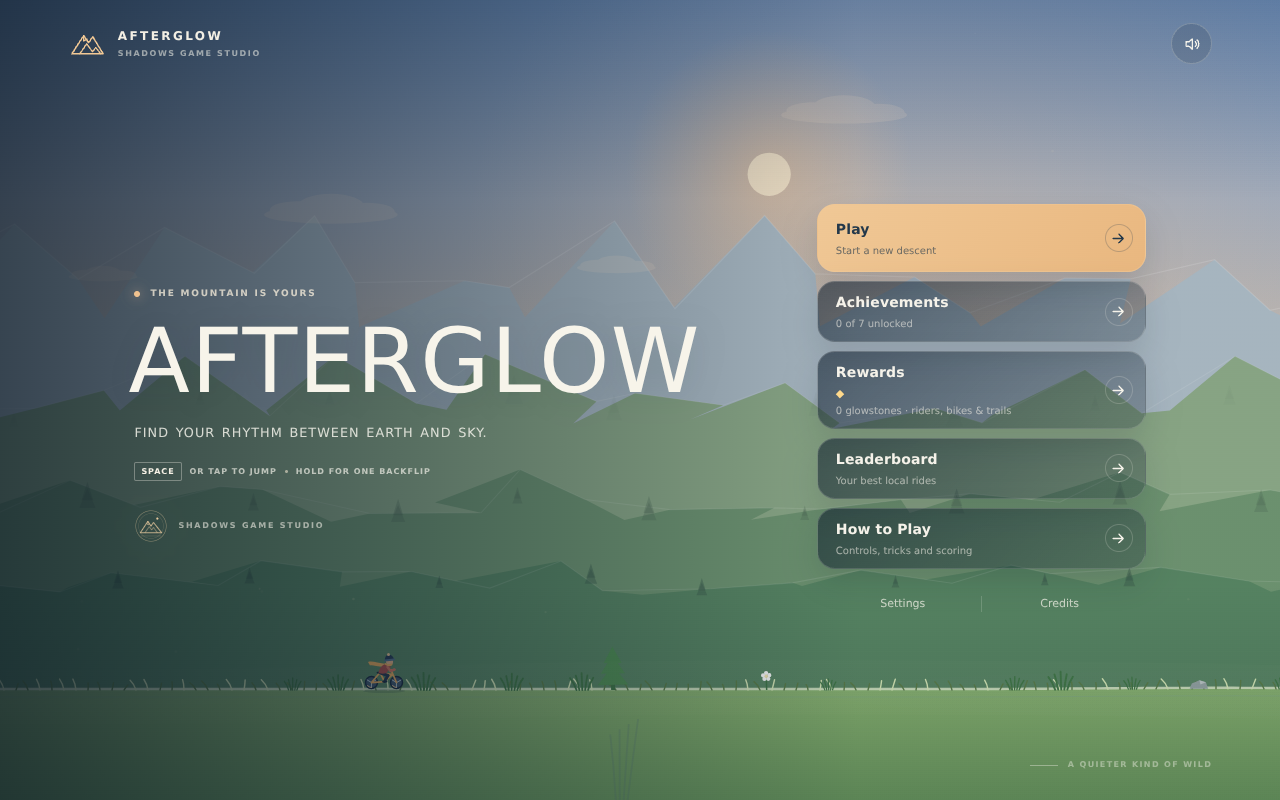 AFTERGLOW
SHADOWS GAME STUDIO
THE MOUNTAIN IS YOURS
AFTERGLOW
FIND YOUR RHYTHM BETWEEN EARTH AND SKY.
SPACE OR TAP TO JUMP • HOLD FOR ONE BACKFLIP
SHADOWS GAME STUDIO
Play
Start a new descent
Achievements
0 of 7 unlocked
Rewards
◆
0 glowstones · riders, bikes & trails
Leaderboard
Your best local rides
How to Play
Controls, tricks and scoring
Settings
Credits
A QUIETER KIND OF WILD